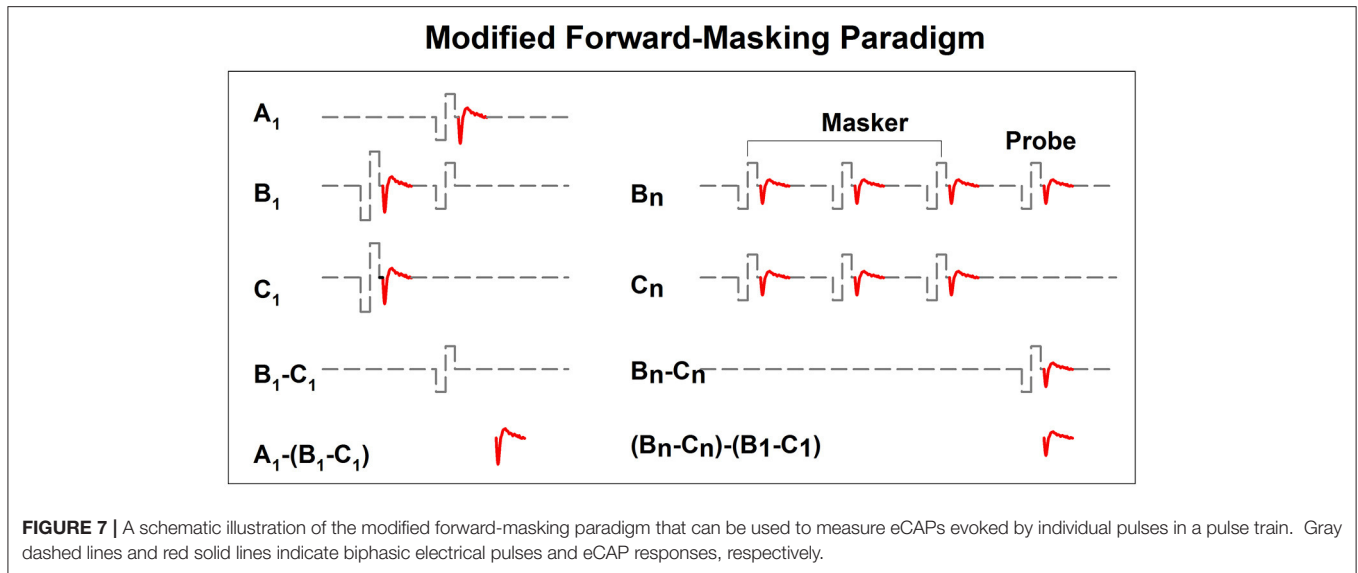 Modified Forward-Masking Paradigm
A₁
B₁
C₁
B₁-C₁
A₁-(B₁-C₁)
Masker
Probe
Bn
Cn
Bn-Cn
(Bn-Cn)-(B1-C1)
FIGURE 7 | A schematic illustration of the modified forward-masking paradigm that can be used to measure eCAPs evoked by individual pulses in a pulse train. Gray
dashed lines and red solid lines indicate biphasic electrical pulses and eCAP responses, respectively.